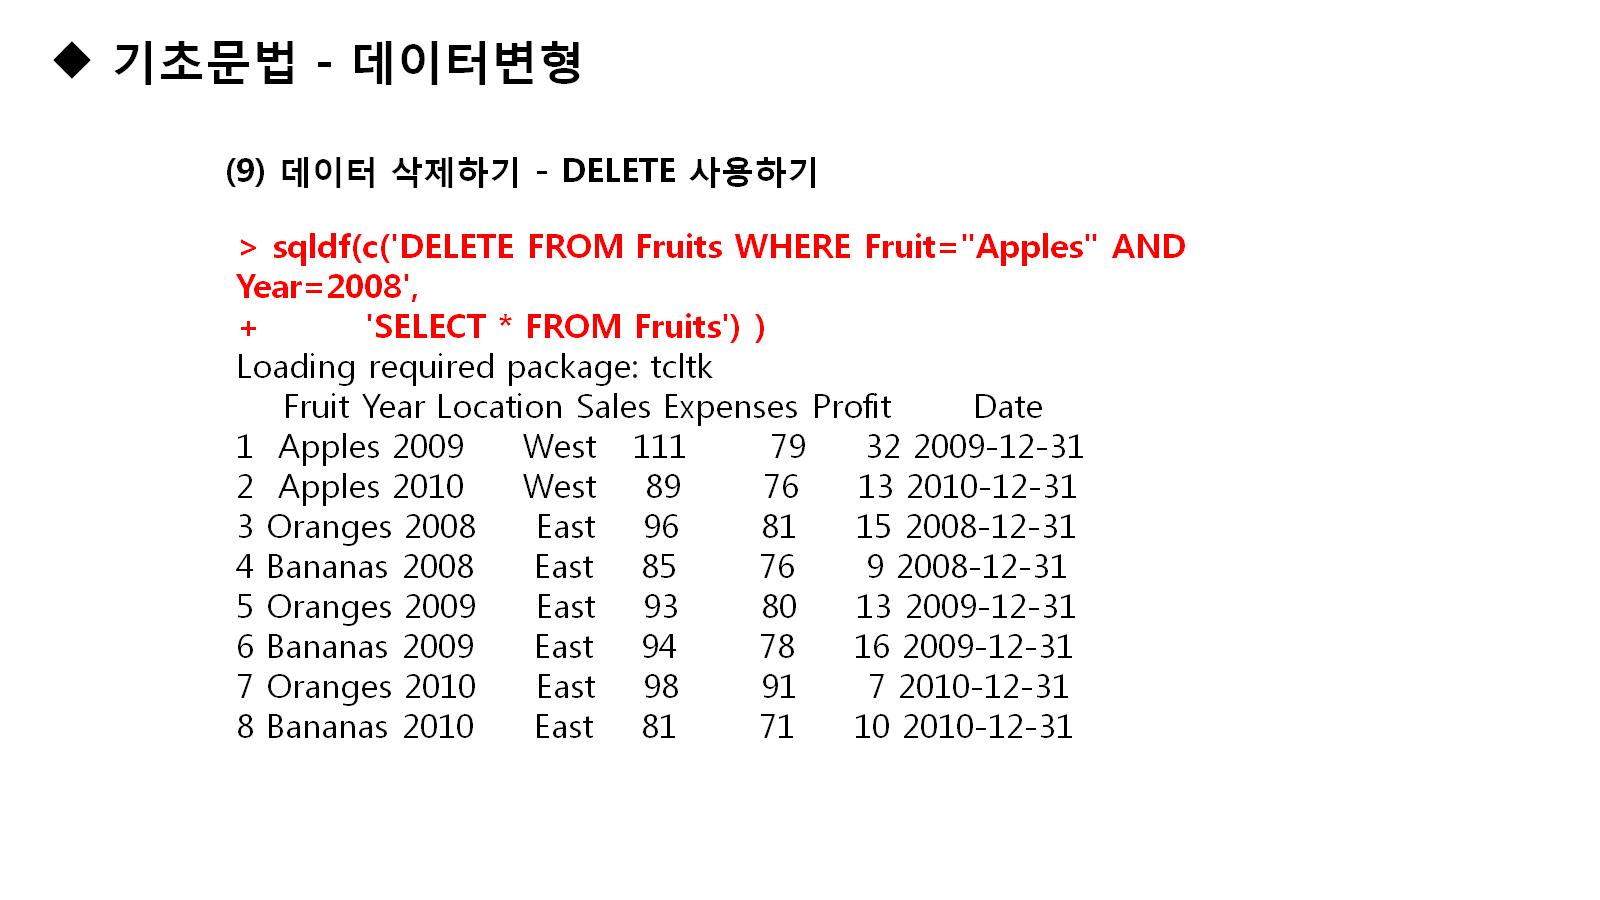 ◆ 기초문법 - 데이터변형
(9) 데이터 삭제하기 - DELETE 사용하기
> sqldf(c('DELETE FROM Fruits WHERE Fruit="Apples" AND
Year=2008',
+ 'SELECT * FROM Fruits') )
Loading required package: tcltk
Fruit Year Location Sales Expenses Profit Date
1 Apples 2009 West 111 79 32 2009-12-31
2 Apples 2010 West 89 76 13 2010-12-31
3 Oranges 2008 East 96 81 15 2008-12-31
4 Bananas 2008 East 85 76 9 2008-12-31
5 Oranges 2009 East 93 80 13 2009-12-31
6 Bananas 2009 East 94 78 16 2009-12-31
7 Oranges 2010 East 98 91 7 2010-12-31
8 Bananas 2010 East 81 71 10 2010-12-31